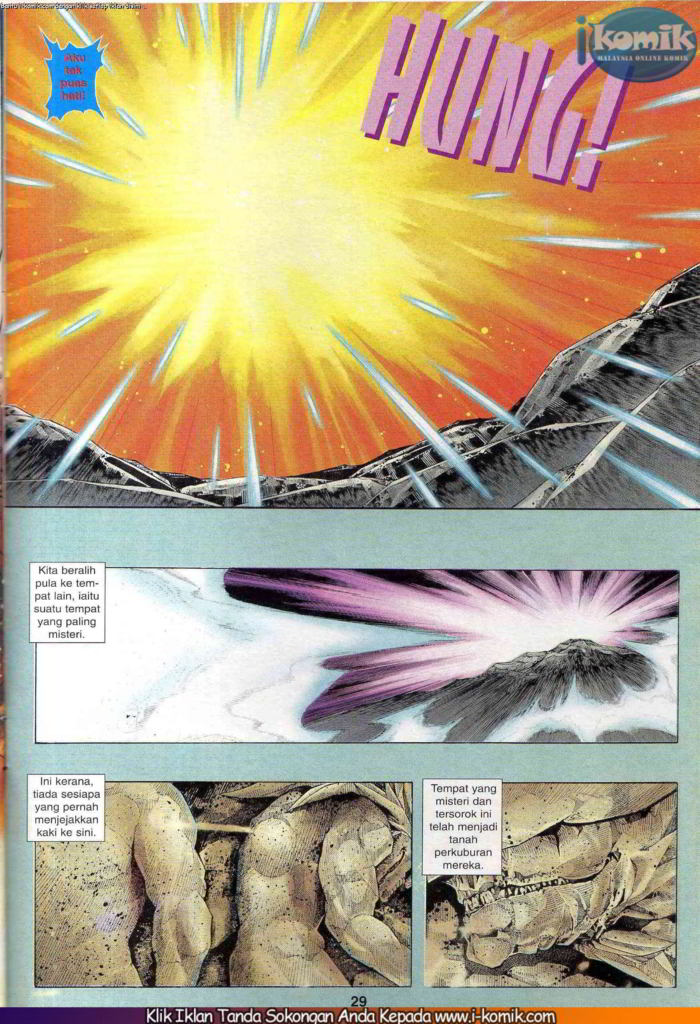 Aku
tak
puas
hati!
HUNG!
ikomik
MALAYSIA ONLINE KOMIK
Kita beralih
pula ke tem-
pat lain, iaitu
suatu tempat
yang paling
misteri.
Ini kerana,
tiada sesiapa
yang pernah
menjejakkan
kaki ke sini.
Tempat yang
misteri dan
tersorok ini
telah menjadi
tanah
perkuburan
mereka.
29
Klik Iklan Tanda Sokongan Anda Kepada www.i-komik.com